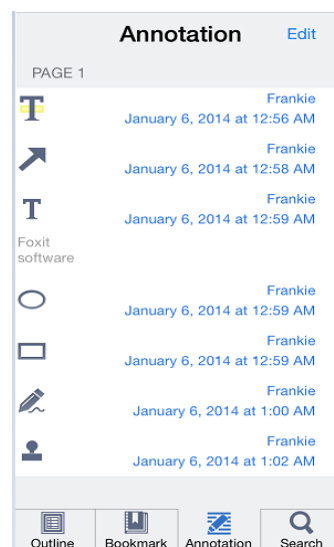 Annotation Edit
PAGE 1
Frankie
January 6, 2014 at 12:56 AM
Frankie
January 6, 2014 at 12:58 AM
Frankie
January 6, 2014 at 12:59 AM
Foxit
software
Frankie
January 6, 2014 at 12:59 AM
Frankie
January 6, 2014 at 12:59 AM
Frankie
January 6, 2014 at 1:00 AM
Frankie
January 6, 2014 at 1:02 AM
Outline Bookmark Annotation Search